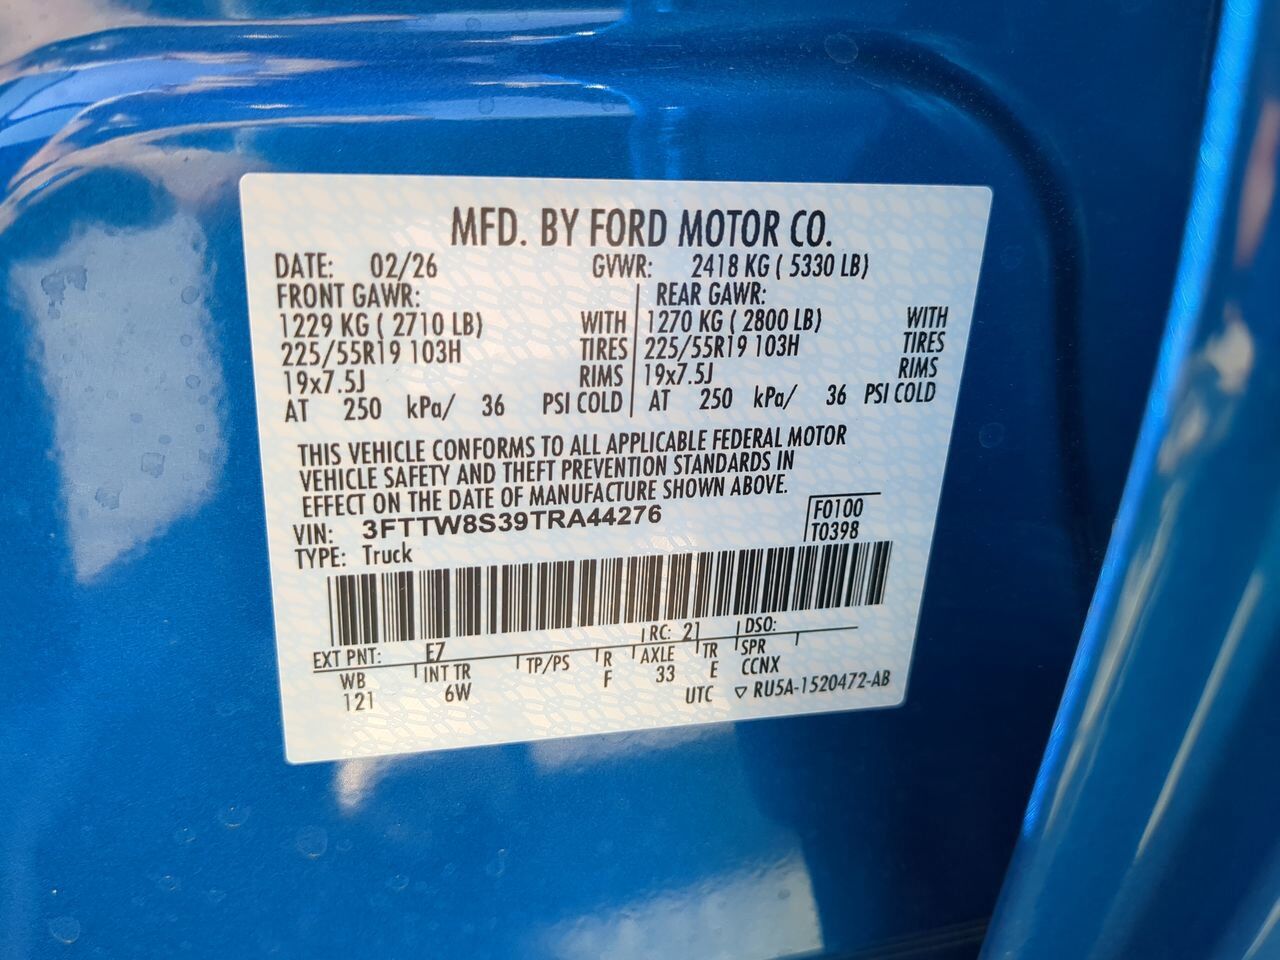 MFD. BY FORD MOTOR CO.
DATE: 02/26 GVWR: 2418 KG ( 5330 LB)
FRONT GAWR: REAR GAWR:
1229 KG ( 2710 LB) WITH 1270 KG ( 2800 LB) WITH
225/55R19 103H TIRES 225/55R19 103H TIRES
19x7.5J RIMS 19x7.5J RIMS
AT 250 kPa/ 36 PSI COLD AT 250 kPa/ 36 PSI COLD
THIS VEHICLE CONFORMS TO ALL APPLICABLE FEDERAL MOTOR
VEHICLE SAFETY AND THEFT PREVENTION STANDARDS IN
EFFECT ON THE DATE OF MANUFACTURE SHOWN ABOVE.
VIN: 3FTTW8S39TRA44276 F0100
TYPE: Truck T0398
EXT PNT: E7 RC: 21 DSO:
WB INT TR TP/PS R AXLE TR SPR
121 6W F 33 E CCNX
UTC ▽ RU5A-1520472-AB